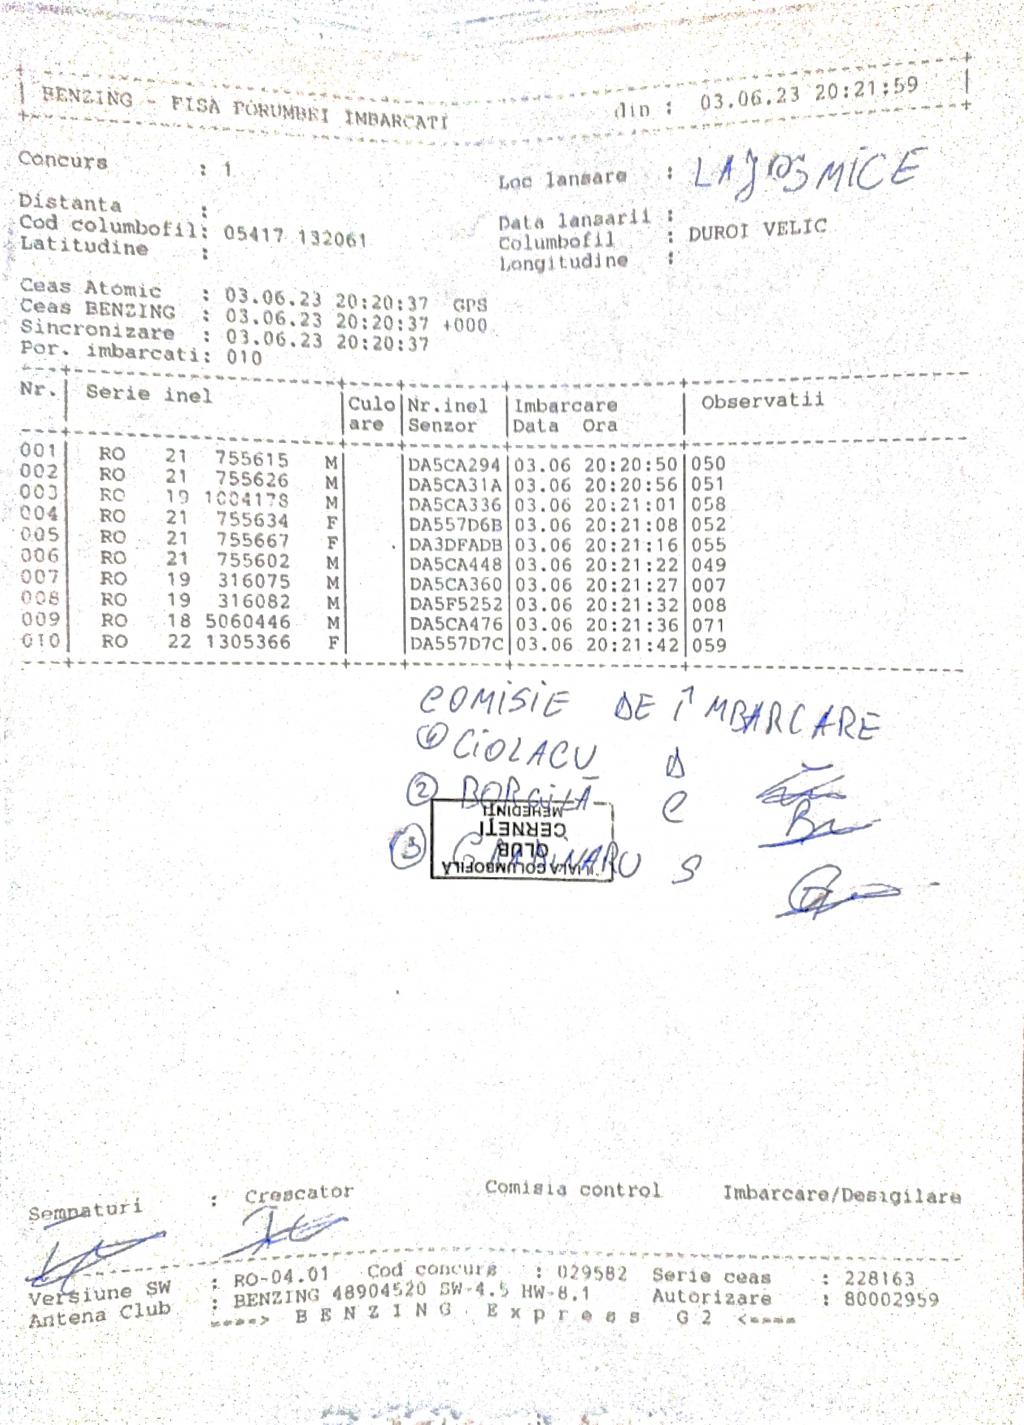 BENZING - FISA PORUMBEI IMBARCATI din : 03.06.23 20:21:59
Concurs : 1 Loc lansare : LAJOSMICE
Distanta : Data lansarii :
Cod columbofil: 05417 132061 Columbofil : DUROI VELIC
Latitudine : Longitudine :
Ceas Atomic : 03.06.23 20:20:37 GPS
Ceas BENZING : 03.06.23 20:20:37 +000
Sincronizare : 03.06.23 20:20:37
Por. imbarcati: 010
Nr. Serie inel Culo Nr.inel Imbarcare Observatii
are Senzor Data Ora
001 RO 21 755615 M DA5CA294 03.06 20:20:50 050
002 RO 21 755626 M DA5CA31A 03.06 20:20:56 051
003 RO 19 1004178 M DA5CA336 03.06 20:21:01 058
004 RO 21 755634 F DA557D6B 03.06 20:21:08 052
005 RO 21 755667 F DA3DFADB 03.06 20:21:16 055
006 RO 21 755602 M DA5CA448 03.06 20:21:22 049
007 RO 19 316075 M DA5CA360 03.06 20:21:27 007
008 RO 19 316082 M DA5F5252 03.06 20:21:32 008
009 RO 18 5060446 M DA5CA476 03.06 20:21:36 071
010 RO 22 1305366 F DA557D7C 03.06 20:21:42 059
COMISIE DE ÎMBARCARE
1 CIOLACU D
2 BORCILĂ C
3 S
COLUMBOFILA
CLUB
CERNEȚI
MEHEDINȚI
Semnaturi : Crescator Comisia control Imbarcare/Desigilare
Versiune SW : RO-04.01 Cod concurs : 029582 Serie ceas : 228163
Antena Club : BENZING 48904520 SW-4.5 HW-8.1 Autorizare : 80002959
====> B E N Z I N G E x p r e s s G 2 <====